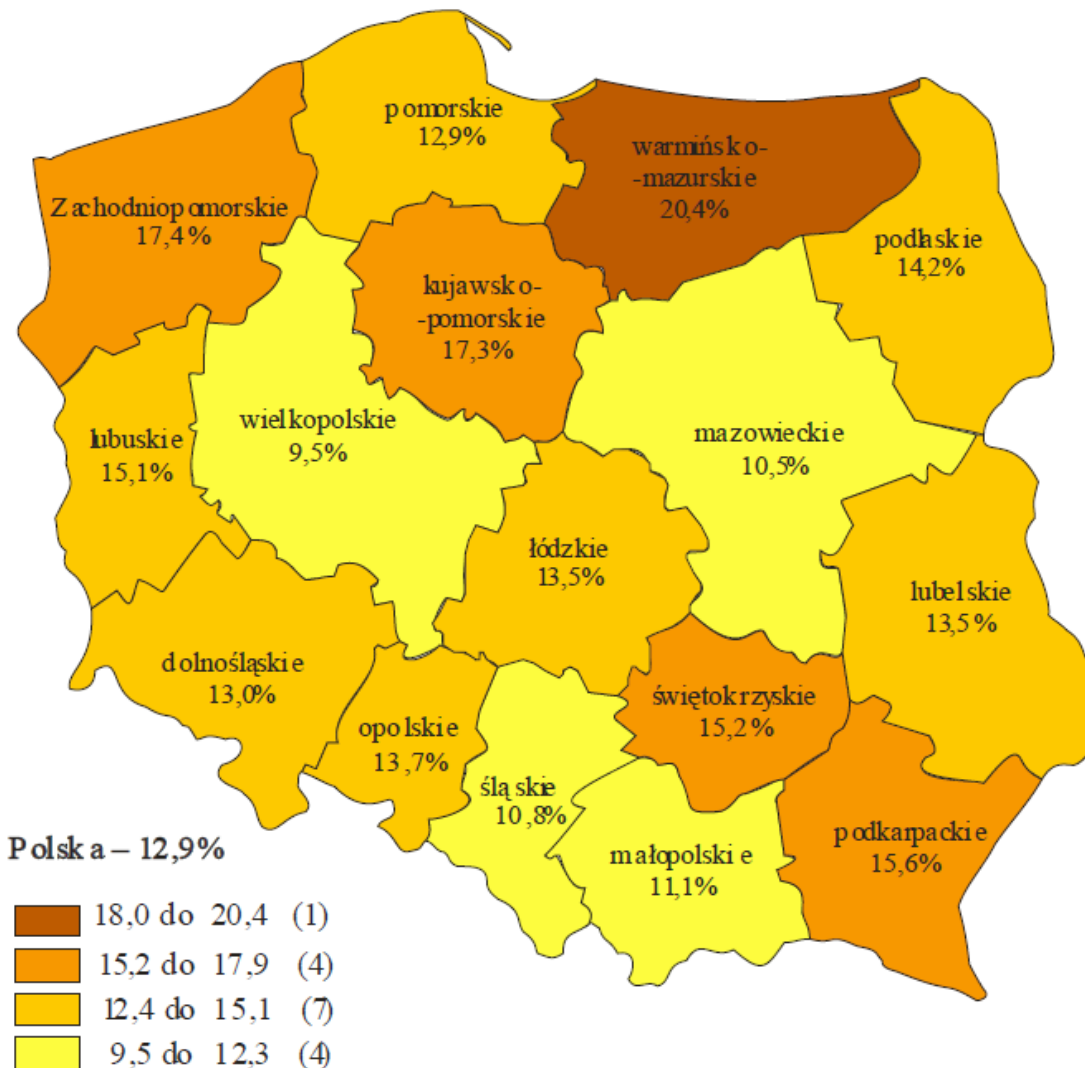 pomorskie
12,9%
warmińsko-
-mazurskie
20,4%
Zachodniopomorskie
17,4%
podlaskie
14,2%
kujawsko-
-pomorskie
17,3%
wielkopolskie
9,5%
mazowieckie
10,5%
lubuskie
15,1%
łódzkie
13,5%
lubelskie
13,5%
dolnośląskie
13,0%
świętokrzyskie
15,2%
opolskie
13,7%
śląskie
10,8%
podkarpackie
15,6%
małopolskie
11,1%
Polska – 12,9%
18,0 do 20,4 (1)
15,2 do 17,9 (4)
12,4 do 15,1 (7)
9,5 do 12,3 (4)